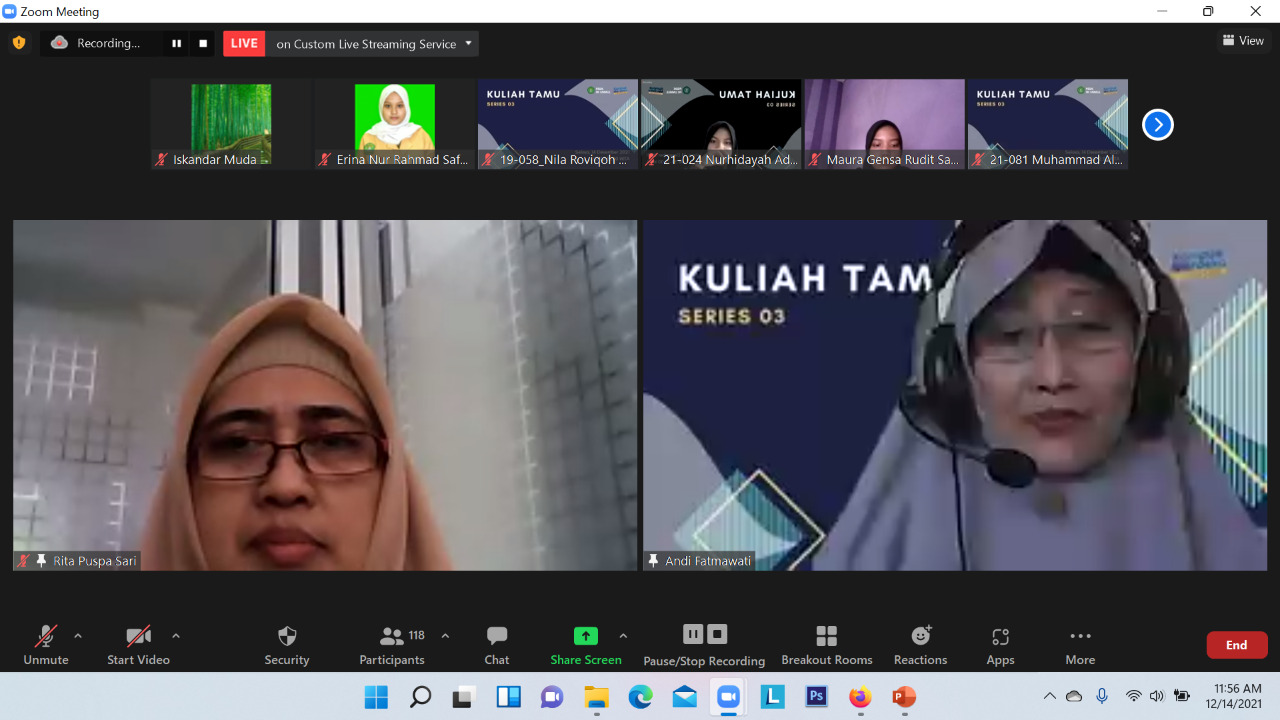 Zoom Meeting
Recording...
LIVE on Custom Live Streaming Service
View
KULIAH TAMU
SERIES 03
KULIAH TAMU
SERIES 03
KULIAH TAMU
SERIES 03
Iskandar Muda
Erina Nur Rahmad Saf...
19-058_Nila Roviqoh ...
21-024 Nurhidayah Ad...
Maura Gensa Rudit Sa...
21-081 Muhammad Al...
KULIAH TAM
SERIES 03
Rita Puspa Sari
Andi Fatmawati
118
Unmute
Start Video
Security
Participants
Chat
Share Screen
Pause/Stop Recording
Breakout Rooms
Reactions
Apps
More
End
L
Ps
P
11:56 AM
12/14/2021